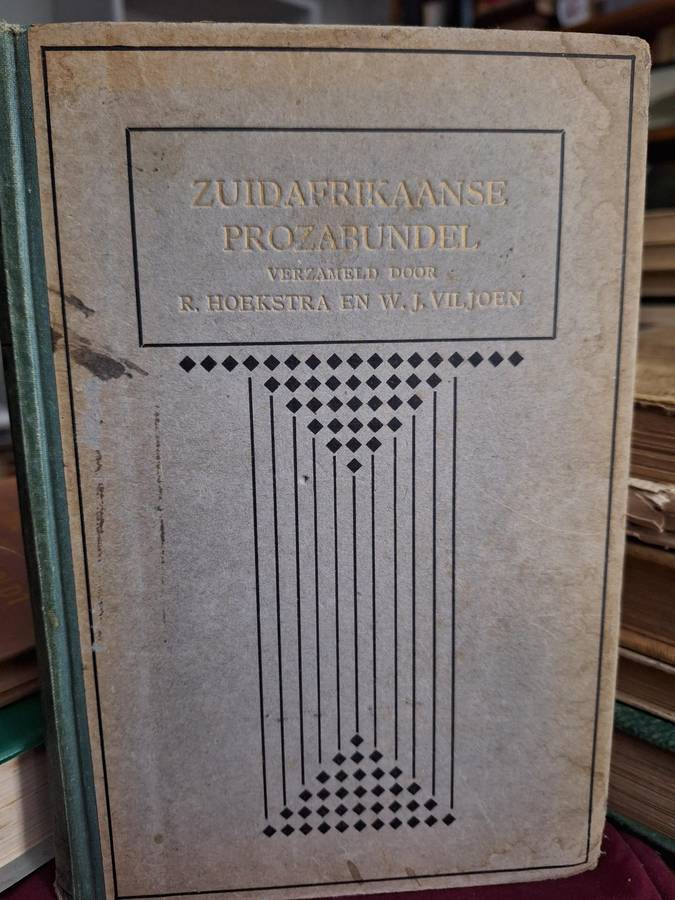 ZUIDAFRIKAANSE
PROZABUNDEL
VERZAMELD DOOR
R. HOEKSTRA EN W. J. VILJOEN